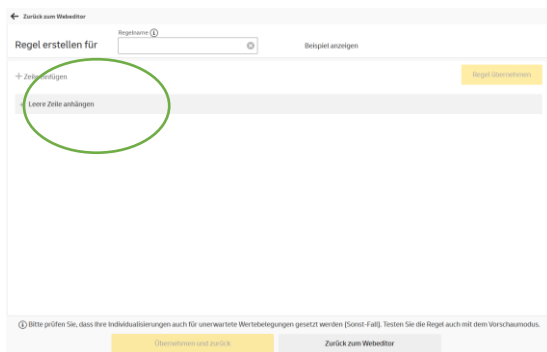 Zurück zum Webeditor
Regelname
Regel erstellen für
Beispiel anzeigen
+ Zeile einfügen
Regel übernehmen
+ Leere Zeile anhängen
Bitte prüfen Sie, dass Ihre Individualisierungen auch für unerwartete Wertebelegungen gesetzt werden (Sonst-Fall). Testen Sie die Regel auch mit dem Vorschaumodus.
Übernehmen und zurück
Zurück zum Webeditor